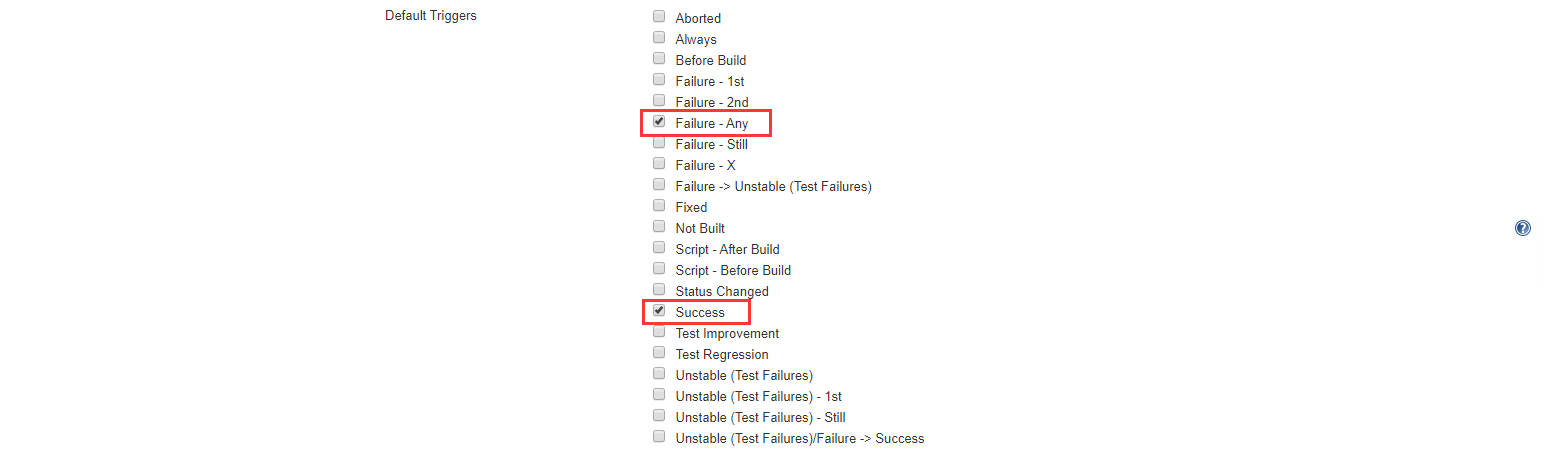 Default Triggers
Aborted
Always
Before Build
Failure - 1st
Failure - 2nd
Failure - Any
Failure - Still
Failure - X
Failure -> Unstable (Test Failures)
Fixed
Not Built
?
Script - After Build
Script - Before Build
Status Changed
Success
Test Improvement
Test Regression
Unstable (Test Failures)
Unstable (Test Failures) - 1st
Unstable (Test Failures) - Still
Unstable (Test Failures)/Failure -> Success